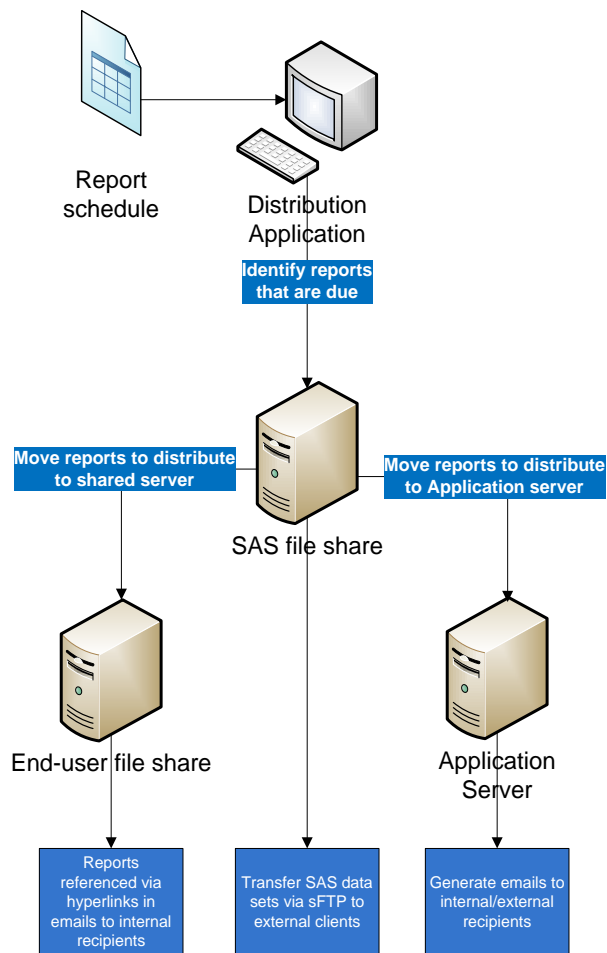 Report
schedule
Distribution
Application
Identify reports
that are due
Move reports to distribute
to shared server
Move reports to distribute
to Application server
SAS file share
End-user file share
Application
Server
Reports
referenced via
hyperlinks in
emails to internal
recipients
Transfer SAS data
sets via sFTP to
external clients
Generate emails to
internal/external
recipients